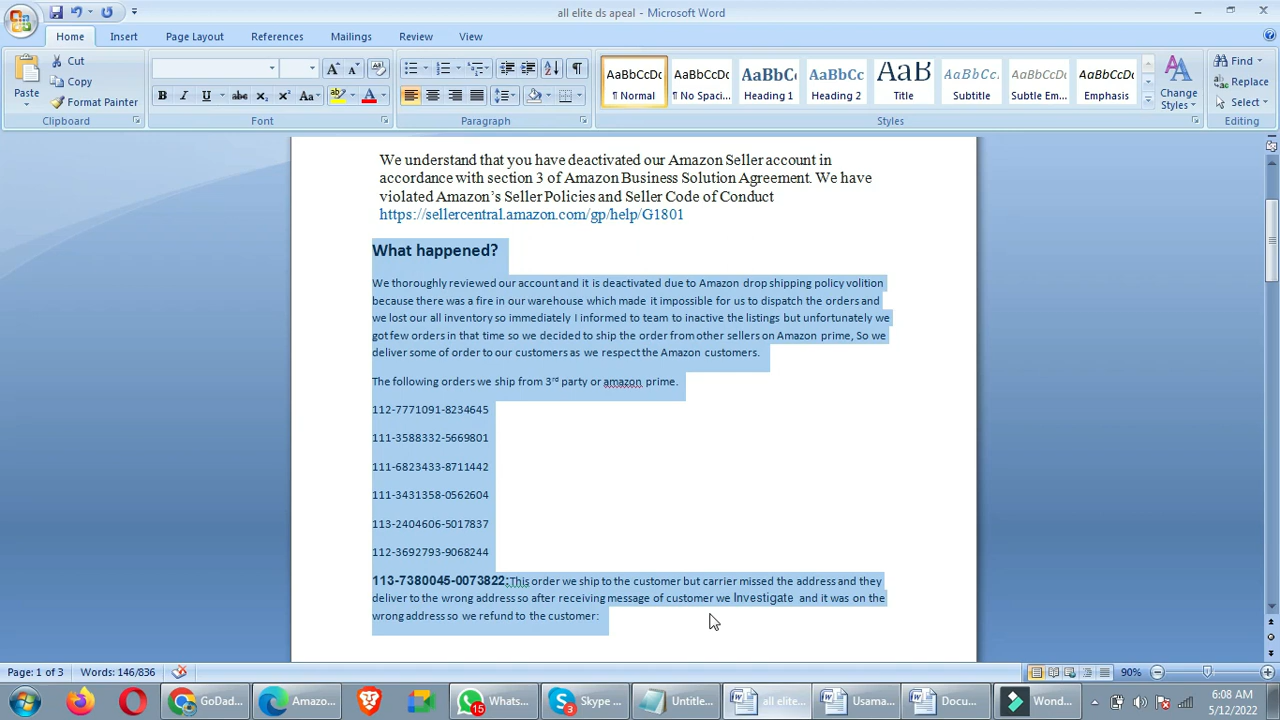 all elite ds apeal - Microsoft Word
Home Insert Page Layout References Mailings Review View
Paste
Cut
Copy
Format Painter
Clipboard
Font
Paragraph
AaBbCcDc
¶ Normal
AaBbCcDc
¶ No Spaci...
AaBbCc
Heading 1
AaBbCc
Heading 2
AaB
Title
AaBbCc.
Subtitle
AaBbCcDc
Subtle Em...
AaBbCcDc
Emphasis
Change Styles
Styles
Find
Replace
Select
Editing
We understand that you have deactivated our Amazon Seller account in
accordance with section 3 of Amazon Business Solution Agreement. We have
violated Amazon’s Seller Policies and Seller Code of Conduct
https://sellercentral.amazon.com/gp/help/G1801
What happened?
We thoroughly reviewed our account and it is deactivated due to Amazon drop shipping policy volition
because there was a fire in our warehouse which made it impossible for us to dispatch the orders and
we lost our all inventory so immediately I informed to team to inactive the listings but unfortunately we
got few orders in that time so we decided to ship the order from other sellers on Amazon prime, So we
deliver some of order to our customers as we respect the Amazon customers.
The following orders we ship from 3rd party or amazon prime.
112-7771091-8234645
111-3588332-5669801
111-6823433-8711442
111-3431358-0562604
113-2404606-5017837
112-3692793-9068244
113-7380045-0073822:This order we ship to the customer but carrier missed the address and they
deliver to the wrong address so after receiving message of customer we Investigate and it was on the
wrong address so we refund to the customer:
Page: 1 of 3 Words: 146/836 90%
GoDad... Amazo... 15 Whats... 3 Skype ... Untitle... all elite... Usama... Docu... Wond...
6:08 AM
5/12/2022